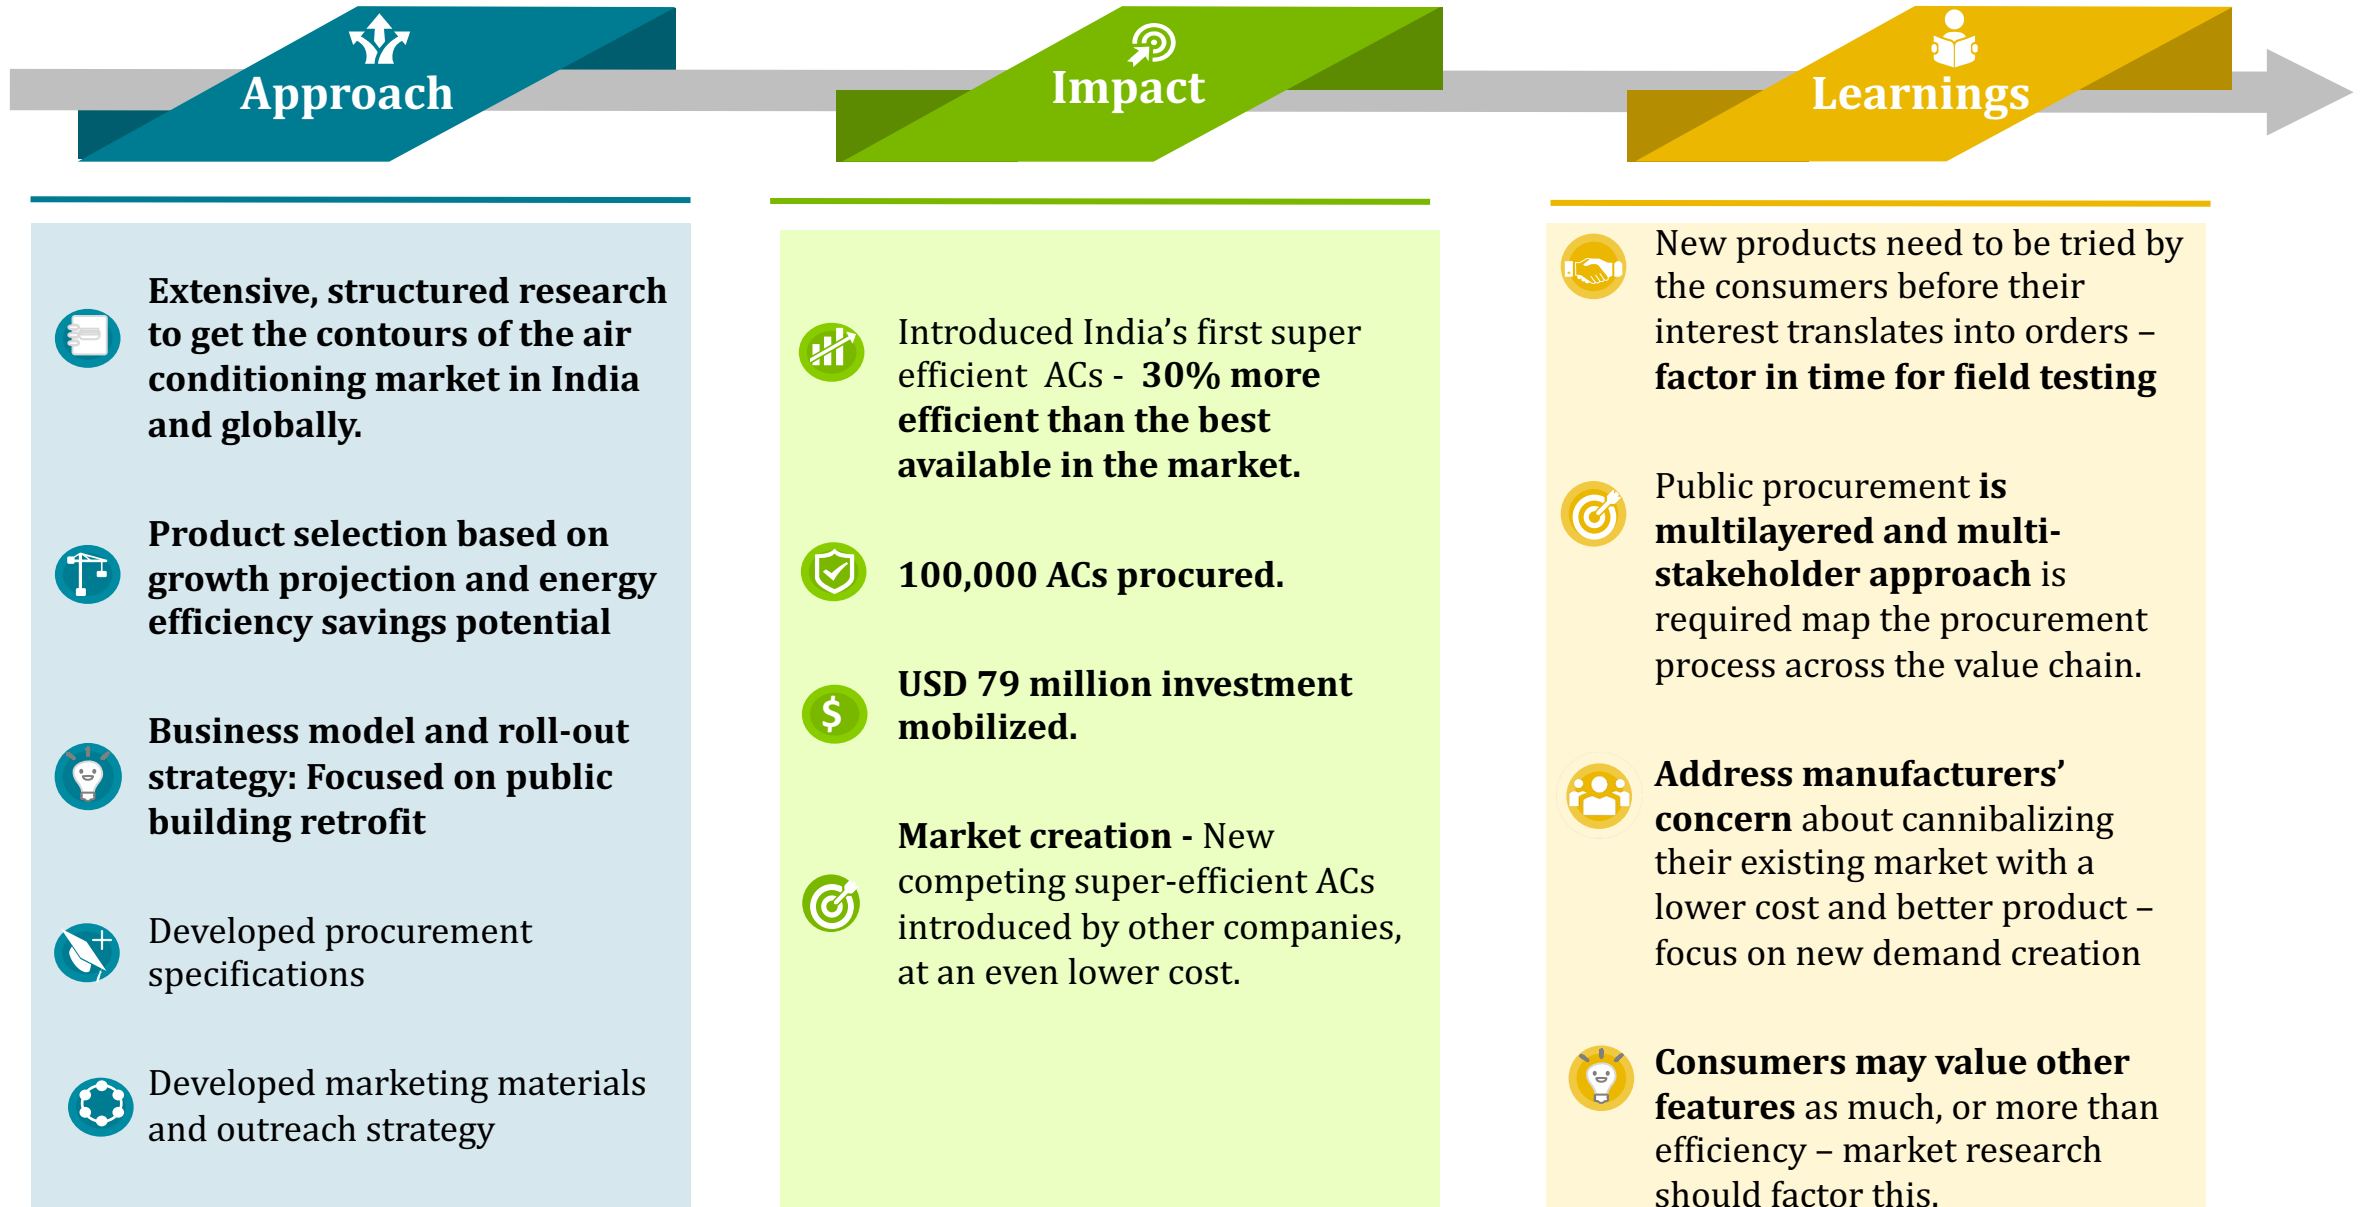 Approach
Impact
Learnings
Extensive, structured research
to get the contours of the air
conditioning market in India
and globally.
Product selection based on
growth projection and energy
efficiency savings potential
Business model and roll-out
strategy: Focused on public
building retrofit
Developed procurement
specifications
Developed marketing materials
and outreach strategy
Introduced India’s first super
efficient  ACs -  30% more
efficient than the best
available in the market.
100,000 ACs procured.
$
USD 79 million investment
mobilized.
Market creation - New
competing super-efficient ACs
introduced by other companies,
at an even lower cost.
New products need to be tried by
the consumers before their
interest translates into orders –
factor in time for field testing
Public procurement is
multilayered and multi-
stakeholder approach is
required map the procurement
process across the value chain.
Address manufacturers’
concern about cannibalizing
their existing market with a
lower cost and better product –
focus on new demand creation
Consumers may value other
features as much, or more than
efficiency – market research
should factor this.